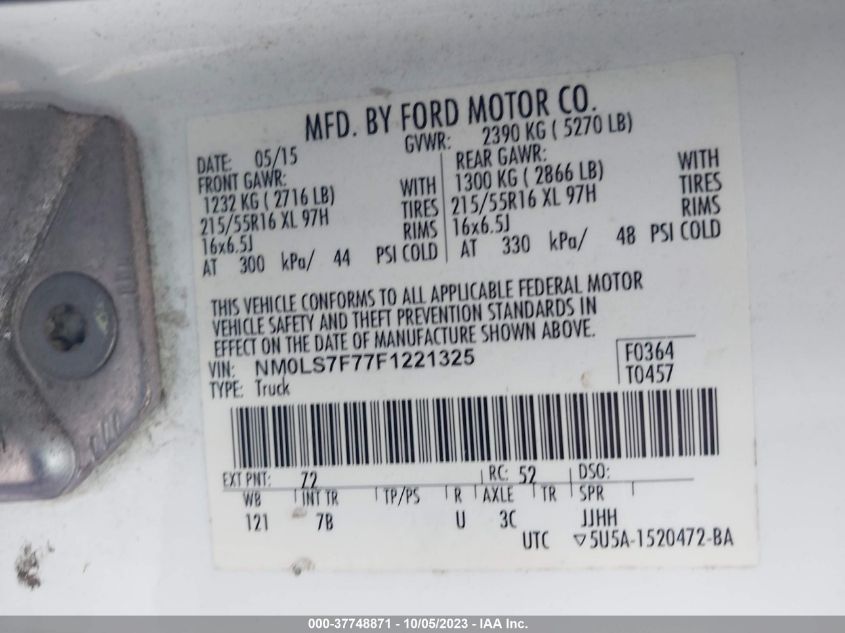 MFD. BY FORD MOTOR CO.
DATE: 05/15 GVWR: 2390 KG ( 5270 LB)
FRONT GAWR: REAR GAWR:
1232 KG ( 2716 LB) WITH 1300 KG ( 2866 LB) WITH
215/55R16 XL 97H TIRES 215/55R16 XL 97H TIRES
16x6.5J RIMS 16x6.5J RIMS
AT 300 kPa/ 44 PSI COLD AT 330 kPa/ 48 PSI COLD
THIS VEHICLE CONFORMS TO ALL APPLICABLE FEDERAL MOTOR
VEHICLE SAFETY AND THEFT PREVENTION STANDARDS IN
EFFECT ON THE DATE OF MANUFACTURE SHOWN ABOVE.
VIN: NM0LS7F77F1221325 F0364
TYPE: Truck T0457
EXT PNT: 72 RC: 52 DSO:
WB INT TR TP/PS R AXLE TR SPR
121 7B U 3C JJHH
UTC ▽5U5A-1520472-BA
000-37748871 - 10/05/2023 - IAA Inc.